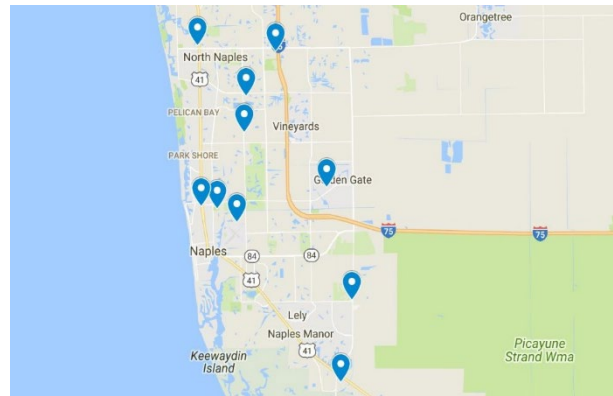 Orangetree
North Naples
41
PELICAN BAY
Vineyards
PARK SHORE
Golden Gate
75
75
Naples
84
84
41
Lely
Naples Manor
41
Keewaydin
Island
Picayune
Strand Wma